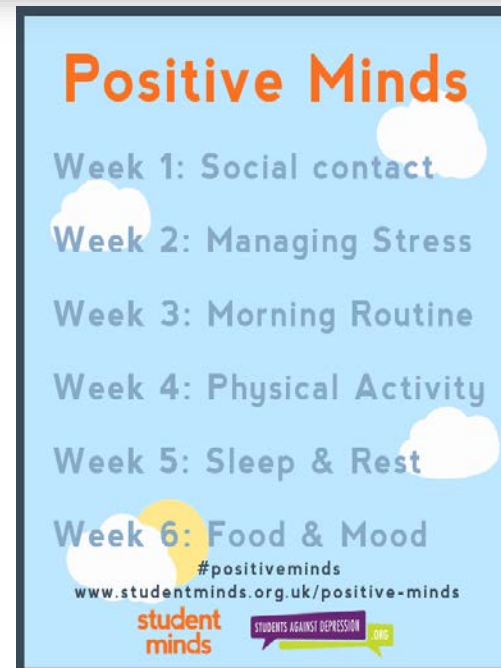 Positive Minds
Week 1: Social contact
Week 2: Managing Stress
Week 3: Morning Routine
Week 4: Physical Activity
Week 5: Sleep & Rest
Week 6: Food & Mood
#positiveminds
www.studentminds.org.uk/positive-minds
student
minds
STUDENTS AGAINST DEPRESSION
.ORG